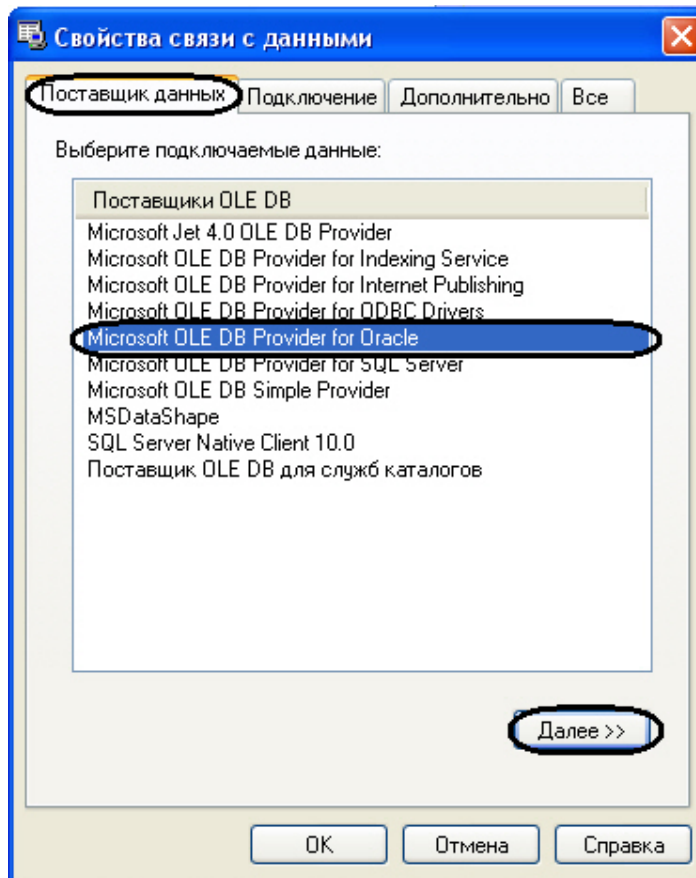 Свойства связи с данными
Поставщик данных Подключение Дополнительно Все
Выберите подключаемые данные:
Поставщики OLE DB
Microsoft Jet 4.0 OLE DB Provider
Microsoft OLE DB Provider for Indexing Service
Microsoft OLE DB Provider for Internet Publishing
Microsoft OLE DB Provider for ODBC Drivers
Microsoft OLE DB Provider for Oracle
Microsoft OLE DB Provider for SQL Server
Microsoft OLE DB Simple Provider
MSDataShape
SQL Server Native Client 10.0
Поставщик OLE DB для служб каталогов
Далее >>
OK Отмена Справка